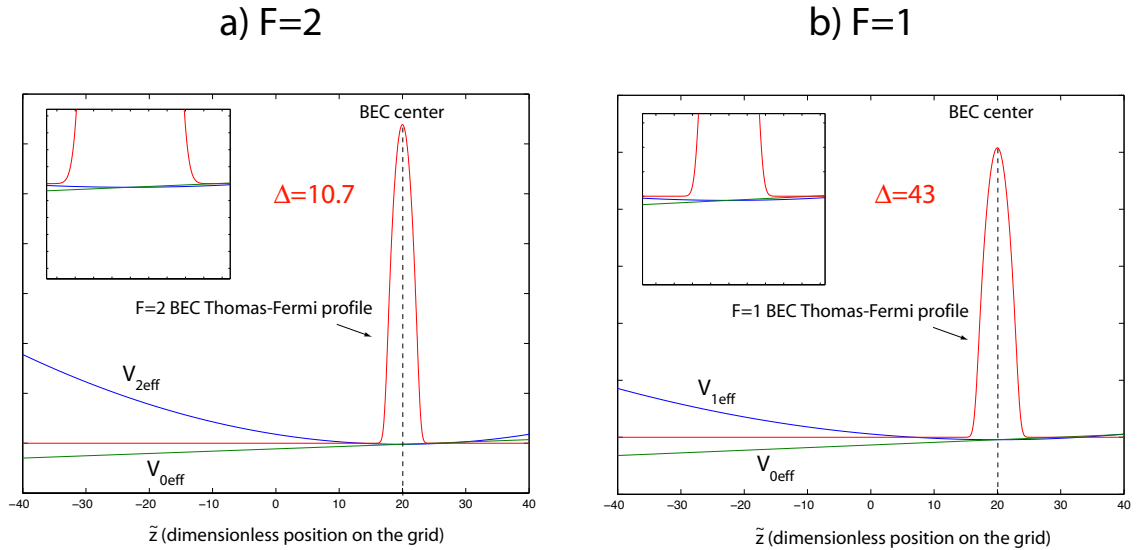 a) F=2
BEC center
Δ=10.7
F=2 BEC Thomas-Fermi profile
V2eff
V0eff
−40 −30 −20 −10 0 10 20 30 40
z̃ (dimensionless position on the grid)
b) F=1
BEC center
Δ=43
F=1 BEC Thomas-Fermi profile
V1eff
V0eff
−40 −30 −20 −10 0 10 20 30 40
z̃ (dimensionless position on the grid)